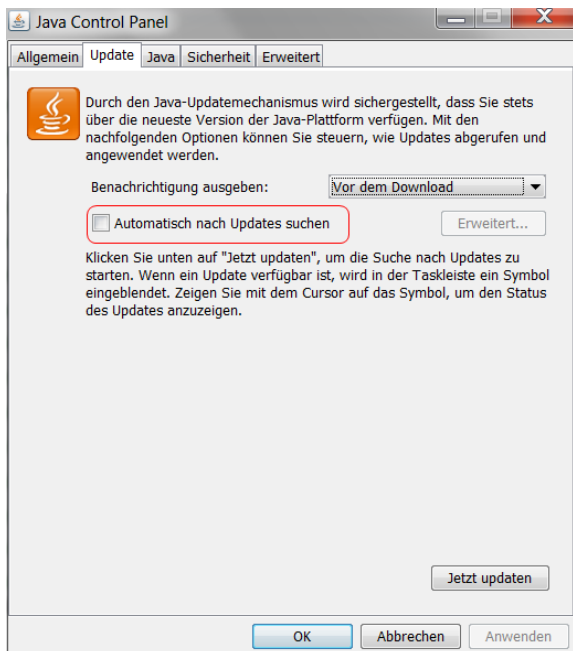 Java Control Panel
Allgemein Update Java Sicherheit Erweitert
Durch den Java-Updatemechanismus wird sichergestellt, dass Sie stets
über die neueste Version der Java-Plattform verfügen. Mit den
nachfolgenden Optionen können Sie steuern, wie Updates abgerufen und
angewendet werden.
Benachrichtigung ausgeben: Vor dem Download
Automatisch nach Updates suchen Erweitert...
Klicken Sie unten auf "Jetzt updaten", um die Suche nach Updates zu
starten. Wenn ein Update verfügbar ist, wird in der Taskleiste ein Symbol
eingeblendet. Zeigen Sie mit dem Cursor auf das Symbol, um den Status
des Updates anzuzeigen.
Jetzt updaten
OK Abbrechen Anwenden